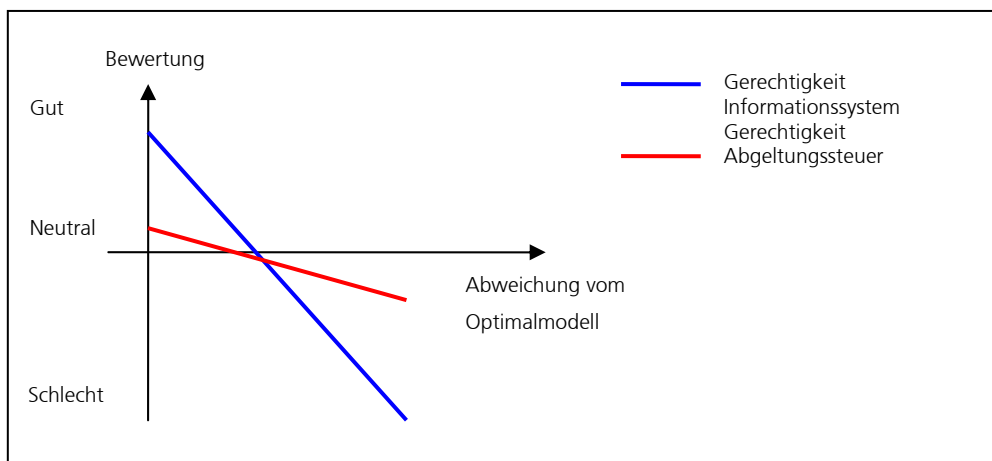 Bewertung
Gut
Neutral
Schlecht
Abweichung vom
Optimalmodell
Gerechtigkeit
Informationssystem
Gerechtigkeit
Abgeltungssteuer